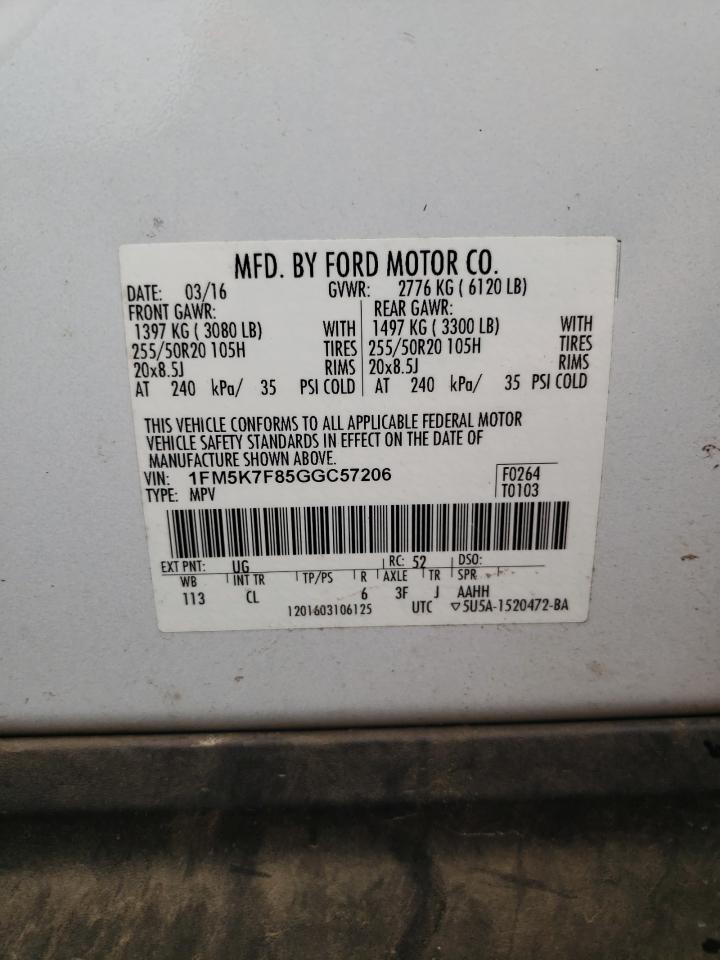 MFD. BY FORD MOTOR CO.
DATE: 03/16 GVWR: 2776 KG ( 6120 LB)
FRONT GAWR: REAR GAWR:
1397 KG ( 3080 LB) WITH 1497 KG ( 3300 LB) WITH
255/50R20 105H TIRES 255/50R20 105H TIRES
20x8.5J RIMS 20x8.5J RIMS
AT 240 kPa/ 35 PSI COLD AT 240 kPa/ 35 PSI COLD
THIS VEHICLE CONFORMS TO ALL APPLICABLE FEDERAL MOTOR
VEHICLE SAFETY STANDARDS IN EFFECT ON THE DATE OF
MANUFACTURE SHOWN ABOVE.
VIN: 1FM5K7F85GGC57206 F0264
TYPE: MPV T0103
EXT PNT: UG RC: 52 DSO:
WB INT TR TP/PS R AXLE TR SPR
113 CL 6 3F J AAHH
1201603106125 UTC ▽5U5A-1520472-BA